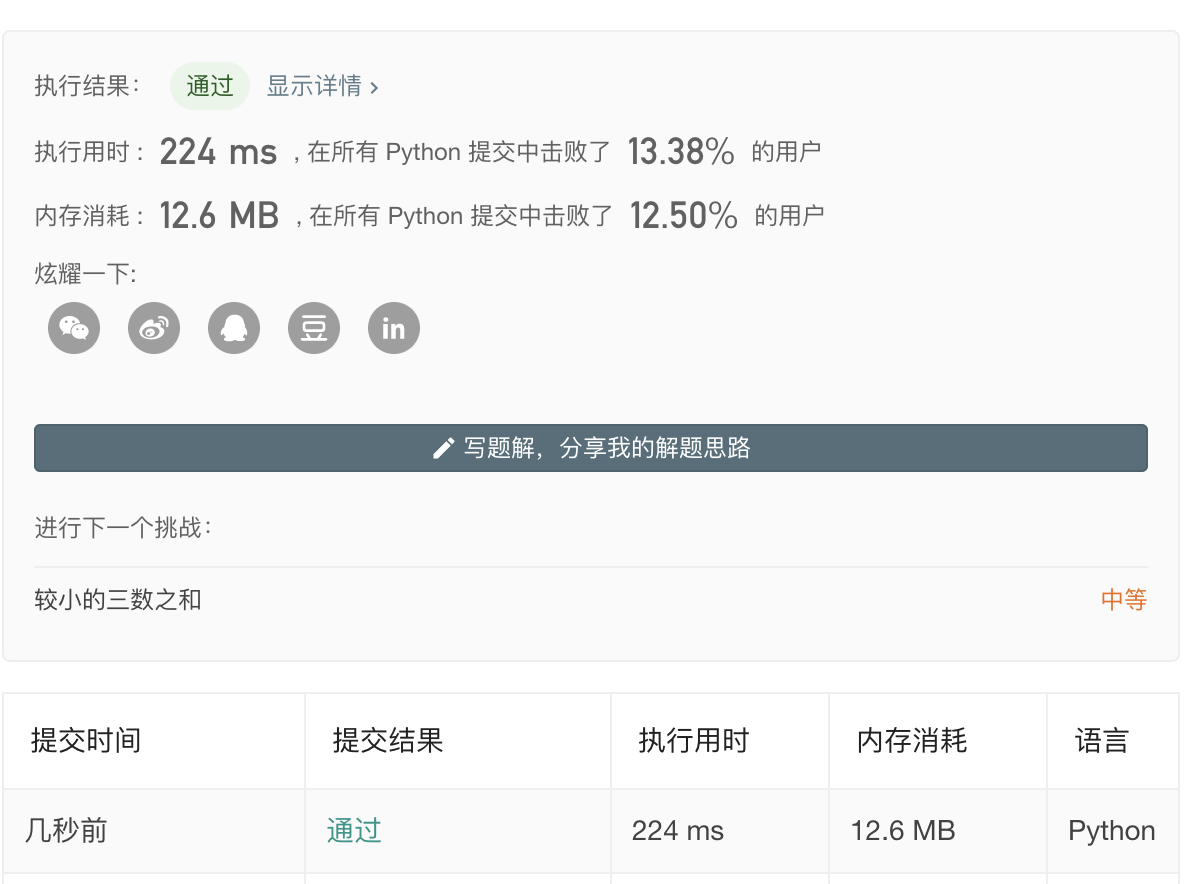 执行结果： 通过 显示详情 ›
执行用时 : 224 ms , 在所有 Python 提交中击败了 13.38% 的用户
内存消耗 : 12.6 MB , 在所有 Python 提交中击败了 12.50% 的用户
炫耀一下:
豆 in
写题解，分享我的解题思路
进行下一个挑战：
较小的三数之和 中等
提交时间 提交结果 执行用时 内存消耗 语言
几秒前 通过 224 ms 12.6 MB Python